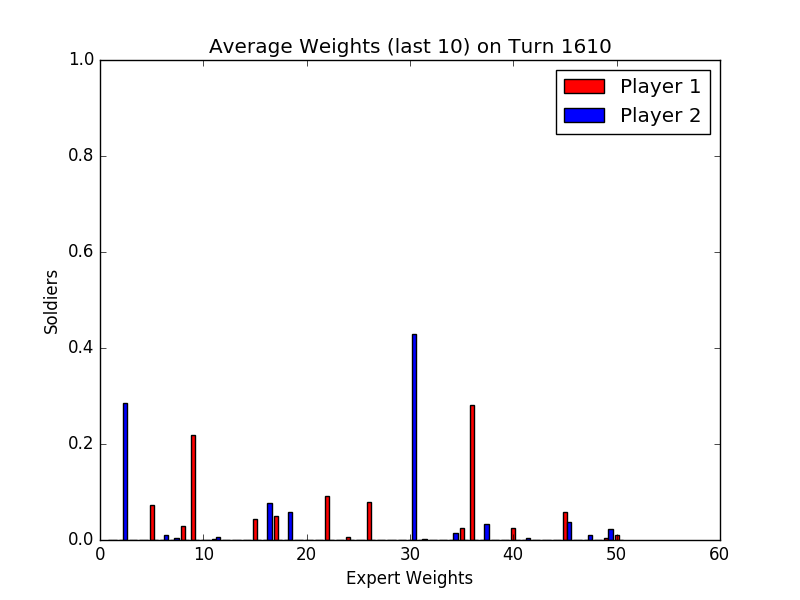 Average Weights (last 10) on Turn 1610
1.0
Player 1
Player 2
0.8
0.6
Soldiers
0.4
0.2
0.0
0 10 20 30 40 50 60
Expert Weights